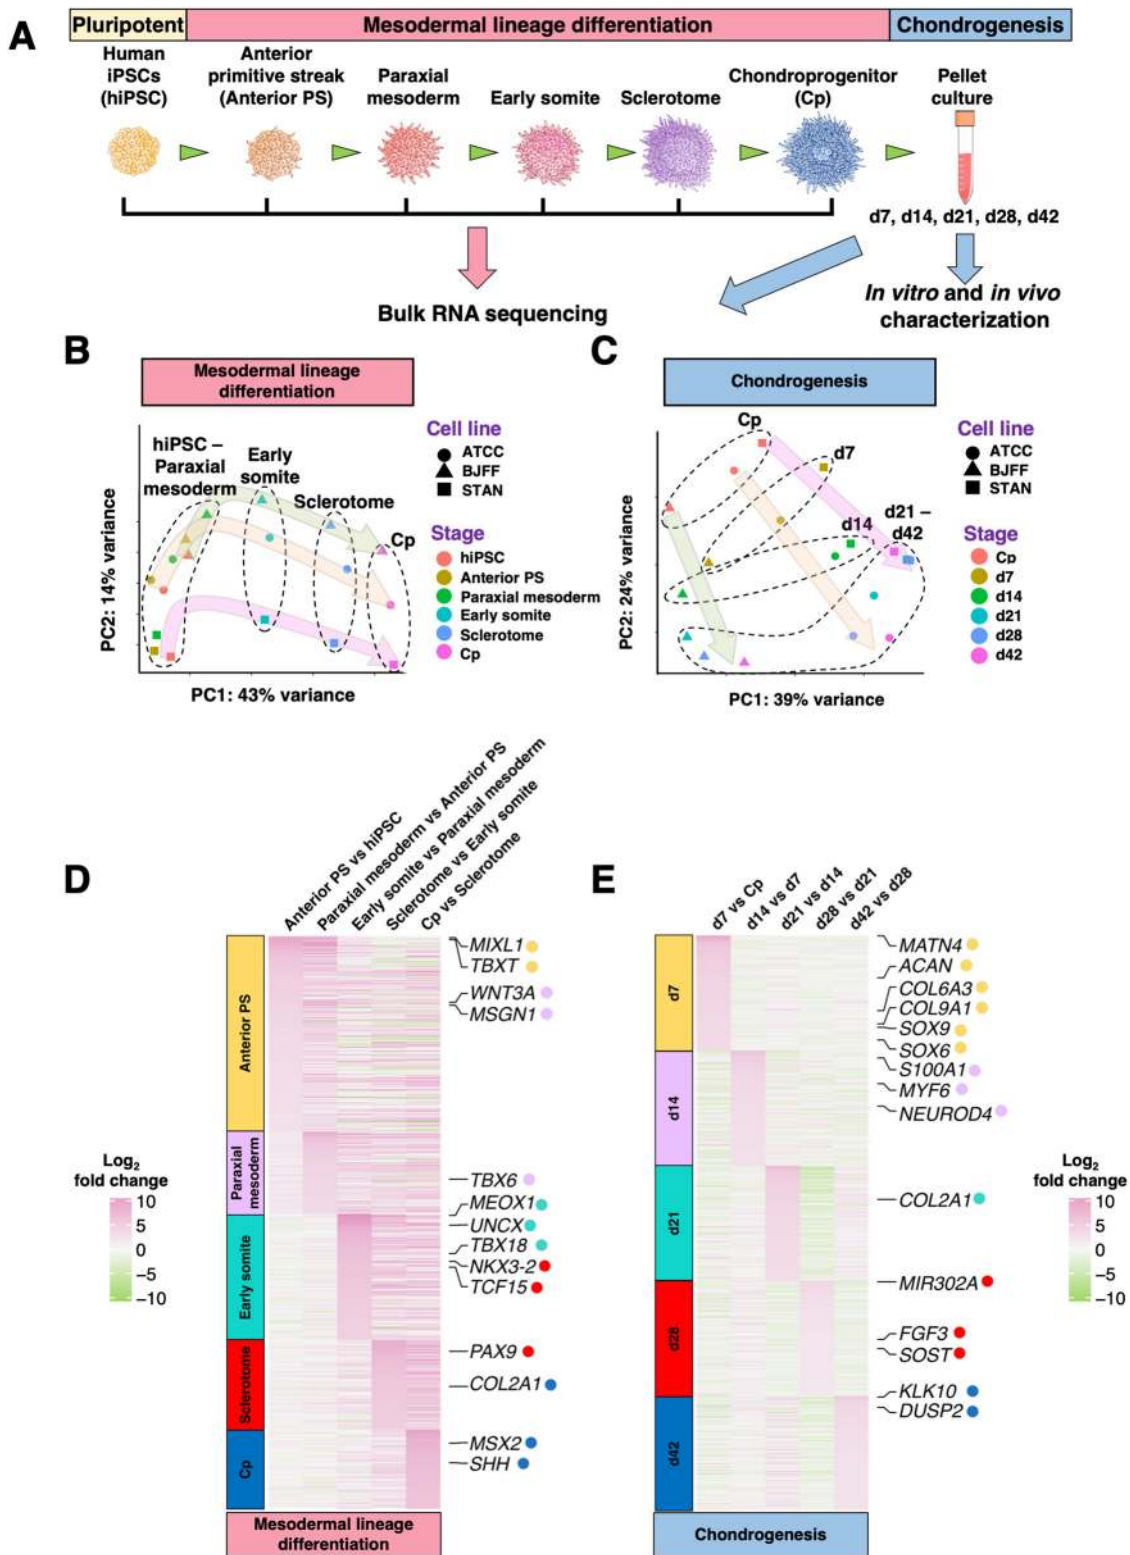 A
Pluripotent
Mesodermal lineage differentiation
Chondrogenesis
Human
iPSCs
(hiPSC)
Anterior
primitive streak
(Anterior PS)
Paraxial
mesoderm
Early somite
Sclerotome
Chondroprogenitor
(Cp)
Pellet
culture
d7, d14, d21, d28, d42
Bulk RNA sequencing
In vitro and in vivo
characterization
B
Mesodermal lineage
differentiation
hiPSC –
Paraxial
mesoderm
Early
somite
Sclerotome
Cp
PC2: 14% variance
PC1: 43% variance
Cell line
ATCC
BJFF
STAN
Stage
hiPSC
Anterior PS
Paraxial mesoderm
Early somite
Sclerotome
Cp
C
Chondrogenesis
Cp
d7
d14
d21 –
d42
PC2: 24% variance
PC1: 39% variance
Cell line
ATCC
BJFF
STAN
Stage
Cp
d7
d14
d21
d28
d42
D
Anterior PS vs hiPSC
Paraxial mesoderm vs Anterior PS
Early somite vs Paraxial mesoderm
Sclerotome vs Early somite
Cp vs Sclerotome
Anterior PS
Paraxial
mesoderm
Early somite
Sclerotome
Cp
MIXL1
TBXT
WNT3A
MSGN1
TBX6
MEOX1
UNCX
TBX18
NKX3-2
TCF15
PAX9
COL2A1
MSX2
SHH
Log2
fold change
10
5
0
−5
−10
Mesodermal lineage
differentiation
E
d7 vs Cp
d14 vs d7
d21 vs d14
d28 vs d21
d42 vs d28
d7
d14
d21
d28
d42
MATN4
ACAN
COL6A3
COL9A1
SOX9
SOX6
S100A1
MYF6
NEUROD4
COL2A1
MIR302A
FGF3
SOST
KLK10
DUSP2
Log2
fold change
10
5
0
−5
−10
Chondrogenesis